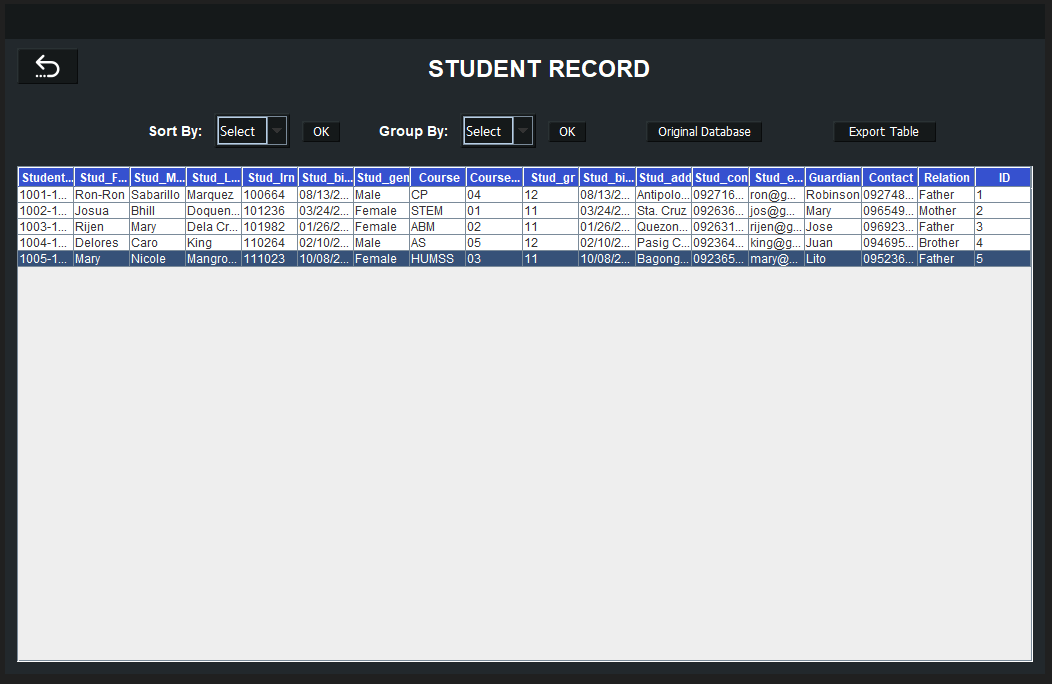 STUDENT RECORD
Sort By: Select OK Group By: Select OK Original Database Export Table
Student... Stud_F... Stud_M... Stud_L... Stud_lrn Stud_bi... Stud_gen Course Course... Stud_gr Stud_bi... Stud_add Stud_con Stud_e... Guardian Contact Relation ID
1001-1... Ron-Ron Sabarillo Marquez 100664 08/13/2... Male CP 04 12 08/13/2... Antipolo... 092716... ron@g... Robinson 092748... Father 1
1002-1... Josua Bhill Doquen... 101236 03/24/2... Female STEM 01 11 03/24/2... Sta. Cruz 092636... jos@g... Mary 096549... Mother 2
1003-1... Rijen Mary Dela Cr... 101982 01/26/2... Female ABM 02 11 01/26/2... Quezon... 092631... rijen@g... Jose 096923... Father 3
1004-1... Delores Caro King 110264 02/10/2... Male AS 05 12 02/10/2... Pasig C... 092364... king@g... Juan 094695... Brother 4
1005-1... Mary Nicole Mangro... 111023 10/08/2... Female HUMSS 03 11 10/08/2... Bagong... 092365... mary@... Lito 095236... Father 5